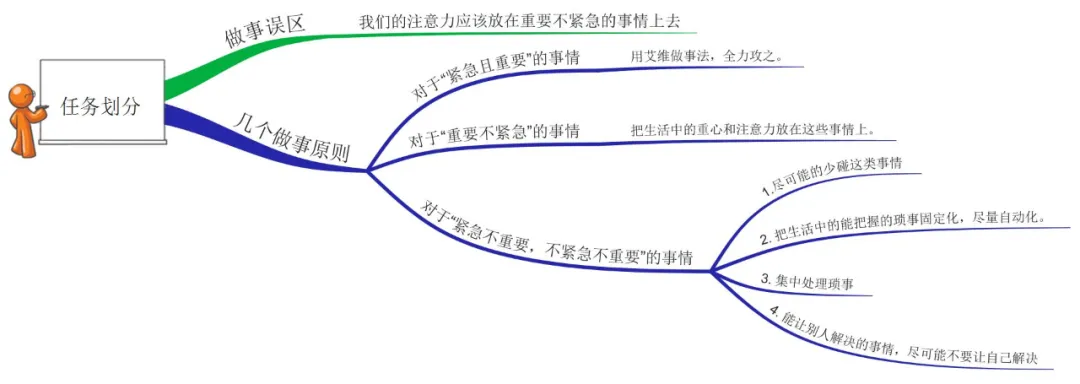 任务划分
做事误区
我们的注意力应该放在重要不紧急的事情上去
几个做事原则
对于“紧急且重要”的事情
用艾维做事法，全力攻之。
对于“重要不紧急”的事情
把生活中的重心和注意力放在这些事情上。
对于“紧急不重要，不紧急不重要”的事情
1.尽可能的少碰这类事情
2. 把生活中的能把握的琐事固定化，尽量自动化。
3. 集中处理琐事
4. 能让别人解决的事情，尽可能不要让自己解决